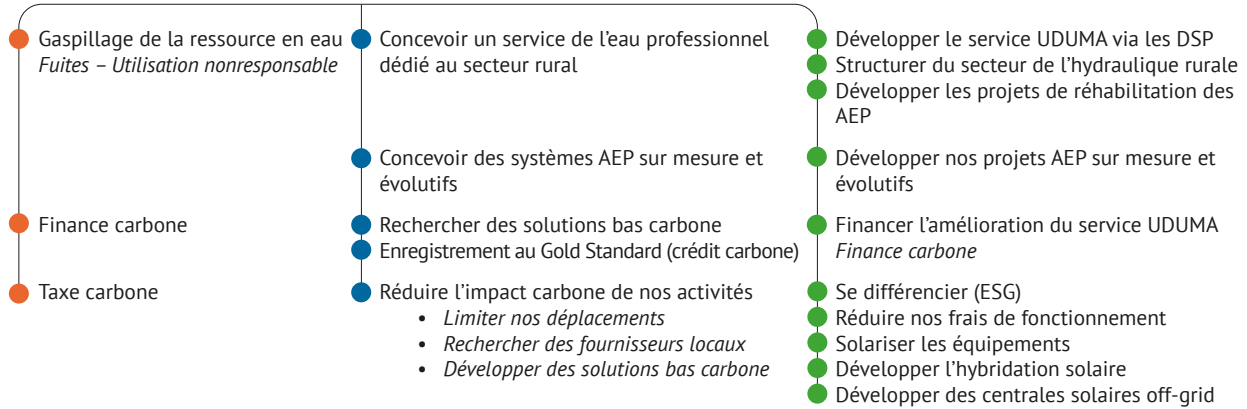 Gaspillage de la ressource en eau
Fuites – Utilisation nonresponsable
Concevoir un service de l'eau professionnel
dédié au secteur rural
Développer le service UDUMA via les DSP
Structurer du secteur de l'hydraulique rurale
Développer les projets de réhabilitation des
AEP
Concevoir des systèmes AEP sur mesure et
évolutifs
Développer nos projets AEP sur mesure et
évolutifs
Finance carbone
Rechercher des solutions bas carbone
Enregistrement au Gold Standard (crédit carbone)
Financer l'amélioration du service UDUMA
Finance carbone
Taxe carbone
Réduire l'impact carbone de nos activités
• Limiter nos déplacements
• Rechercher des fournisseurs locaux
• Développer des solutions bas carbone
Se différencier (ESG)
Réduire nos frais de fonctionnement
Solariser les équipements
Développer l'hybridation solaire
Développer des centrales solaires off-grid